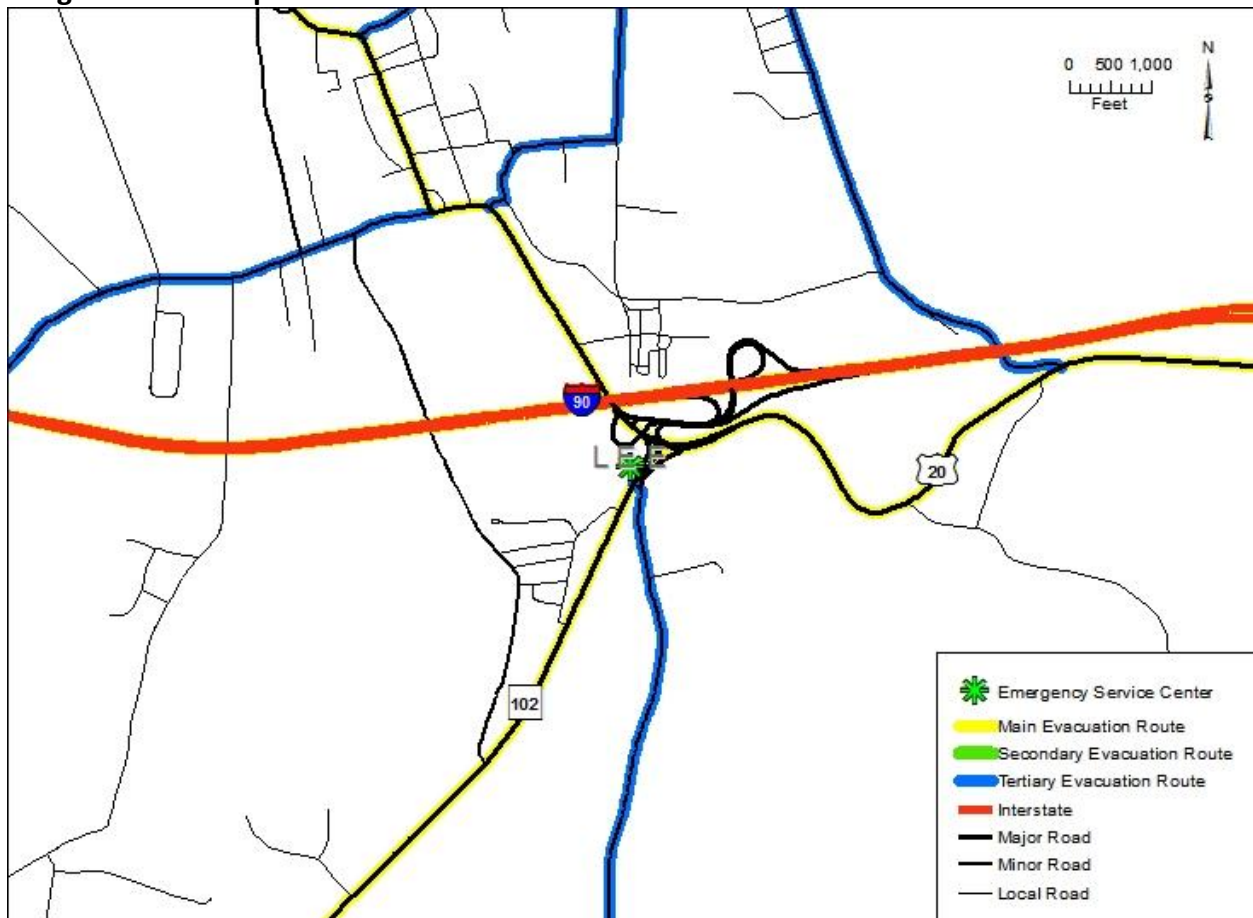 N
0 500 1,000
Feet
S
90
LEE
20
102
Emergency Service Center
Main Evacuation Route
Secondary Evacuation Route
Tertiary Evacuation Route
Interstate
Major Road
Minor Road
Local Road